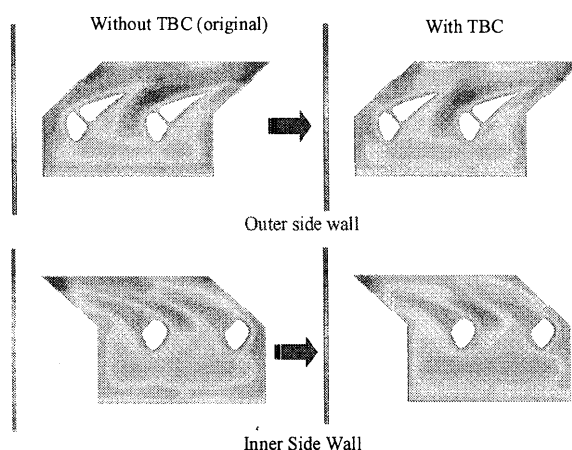 Without TBC (original)
With TBC
Outer side wall
Inner Side Wall